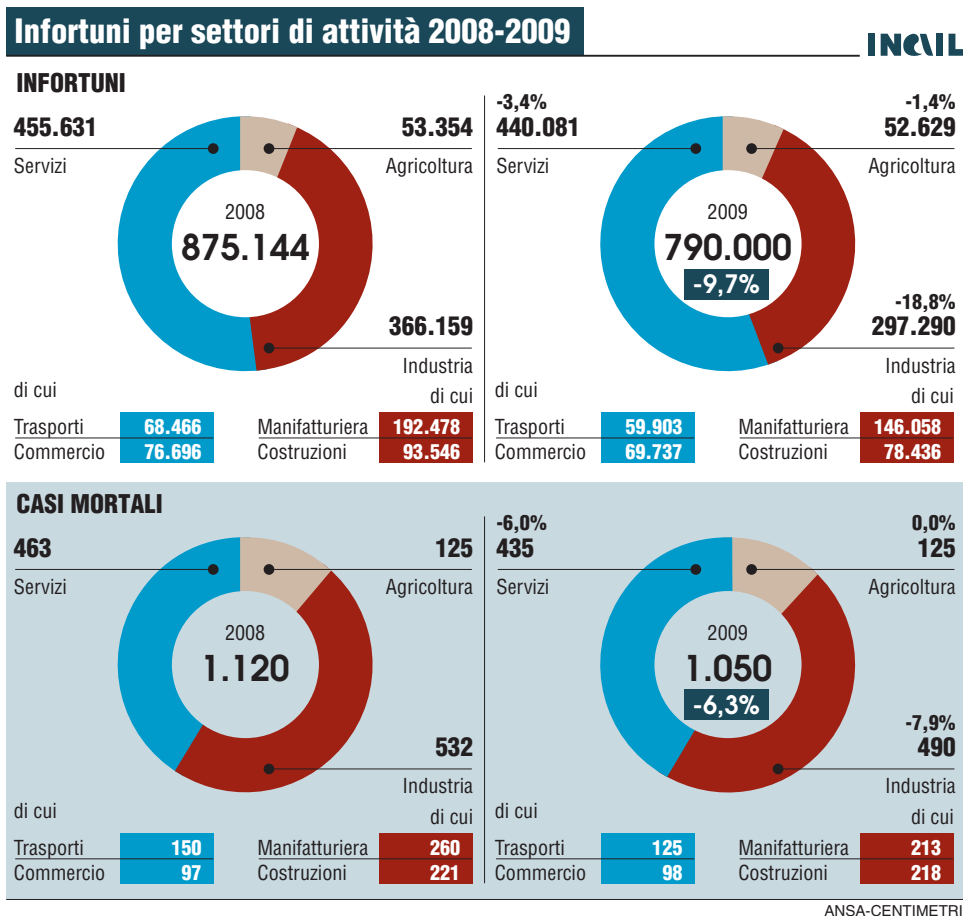 Infortuni per settori di attività 2008-2009
INAIL
INFORTUNI
455.631
Servizi
53.354
Agricoltura
2008
875.144
366.159
Industria
di cui
Trasporti 68.466
Commercio 76.696
di cui
Manifatturiera 192.478
Costruzioni 93.546
-3,4%
440.081
Servizi
-1,4%
52.629
Agricoltura
2009
790.000
-9,7%
-18,8%
297.290
Industria
di cui
Trasporti 59.903
Commercio 69.737
di cui
Manifatturiera 146.058
Costruzioni 78.436
CASI MORTALI
463
Servizi
125
Agricoltura
2008
1.120
532
Industria
di cui
Trasporti 150
Commercio 97
di cui
Manifatturiera 260
Costruzioni 221
-6,0%
435
Servizi
0,0%
125
Agricoltura
2009
1.050
-6,3%
-7,9%
490
Industria
di cui
Trasporti 125
Commercio 98
di cui
Manifatturiera 213
Costruzioni 218
ANSA-CENTIMETRI